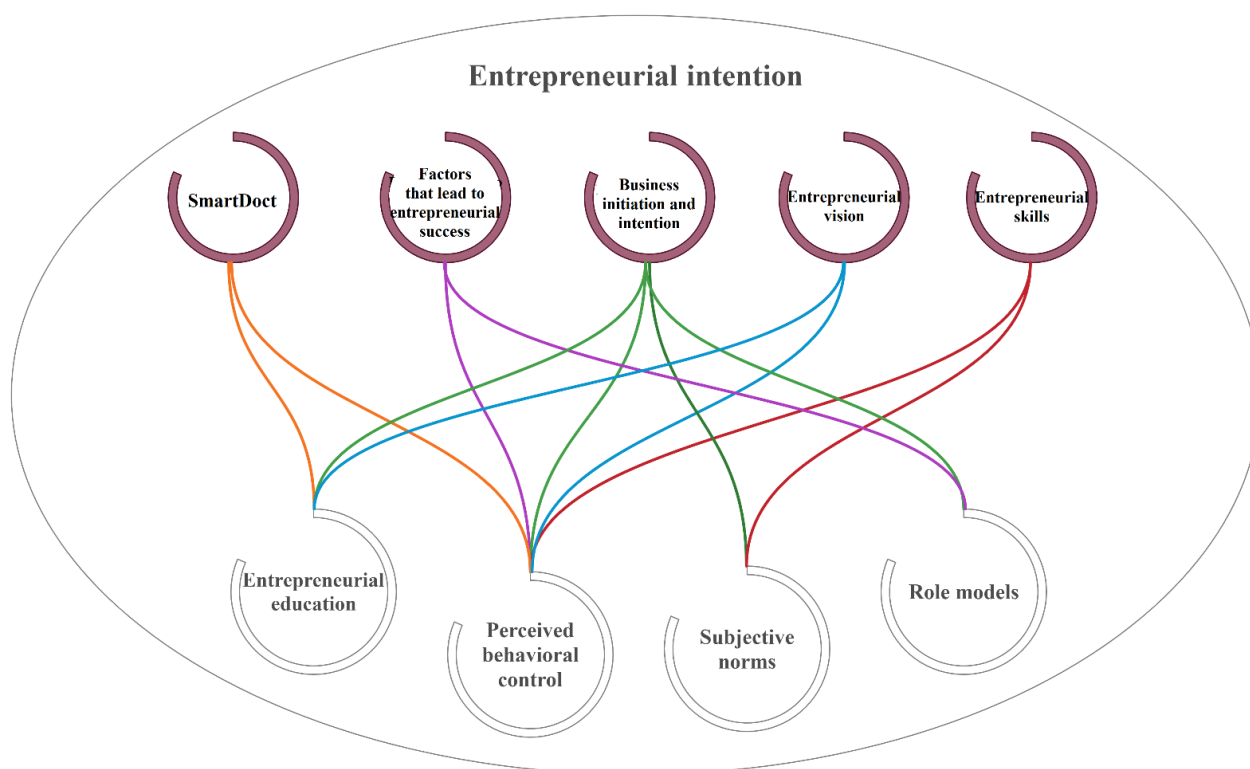 Entrepreneurial intention
SmartDoct
Factors
that lead to
entrepreneurial
success
Business
initiation and
intention
Entrepreneurial
vision
Entrepreneurial
skills
Entrepreneurial
education
Perceived
behavioral
control
Subjective
norms
Role models